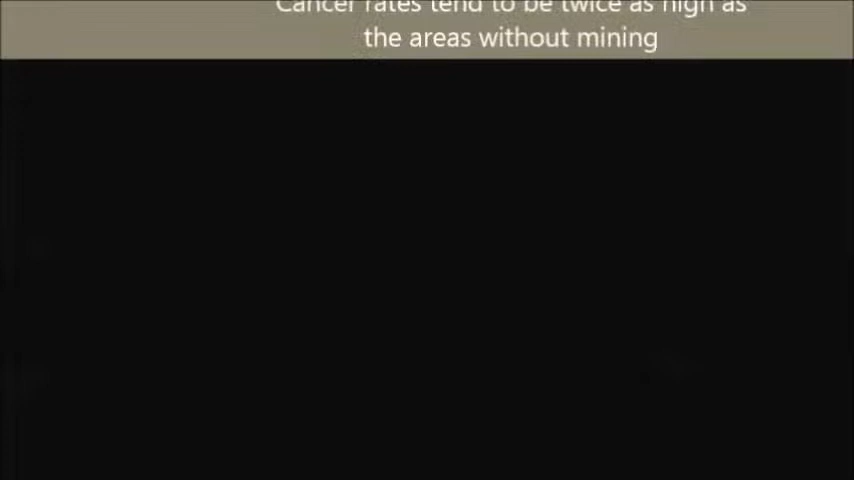 Cancer rates tend to be twice as high as
the areas without mining